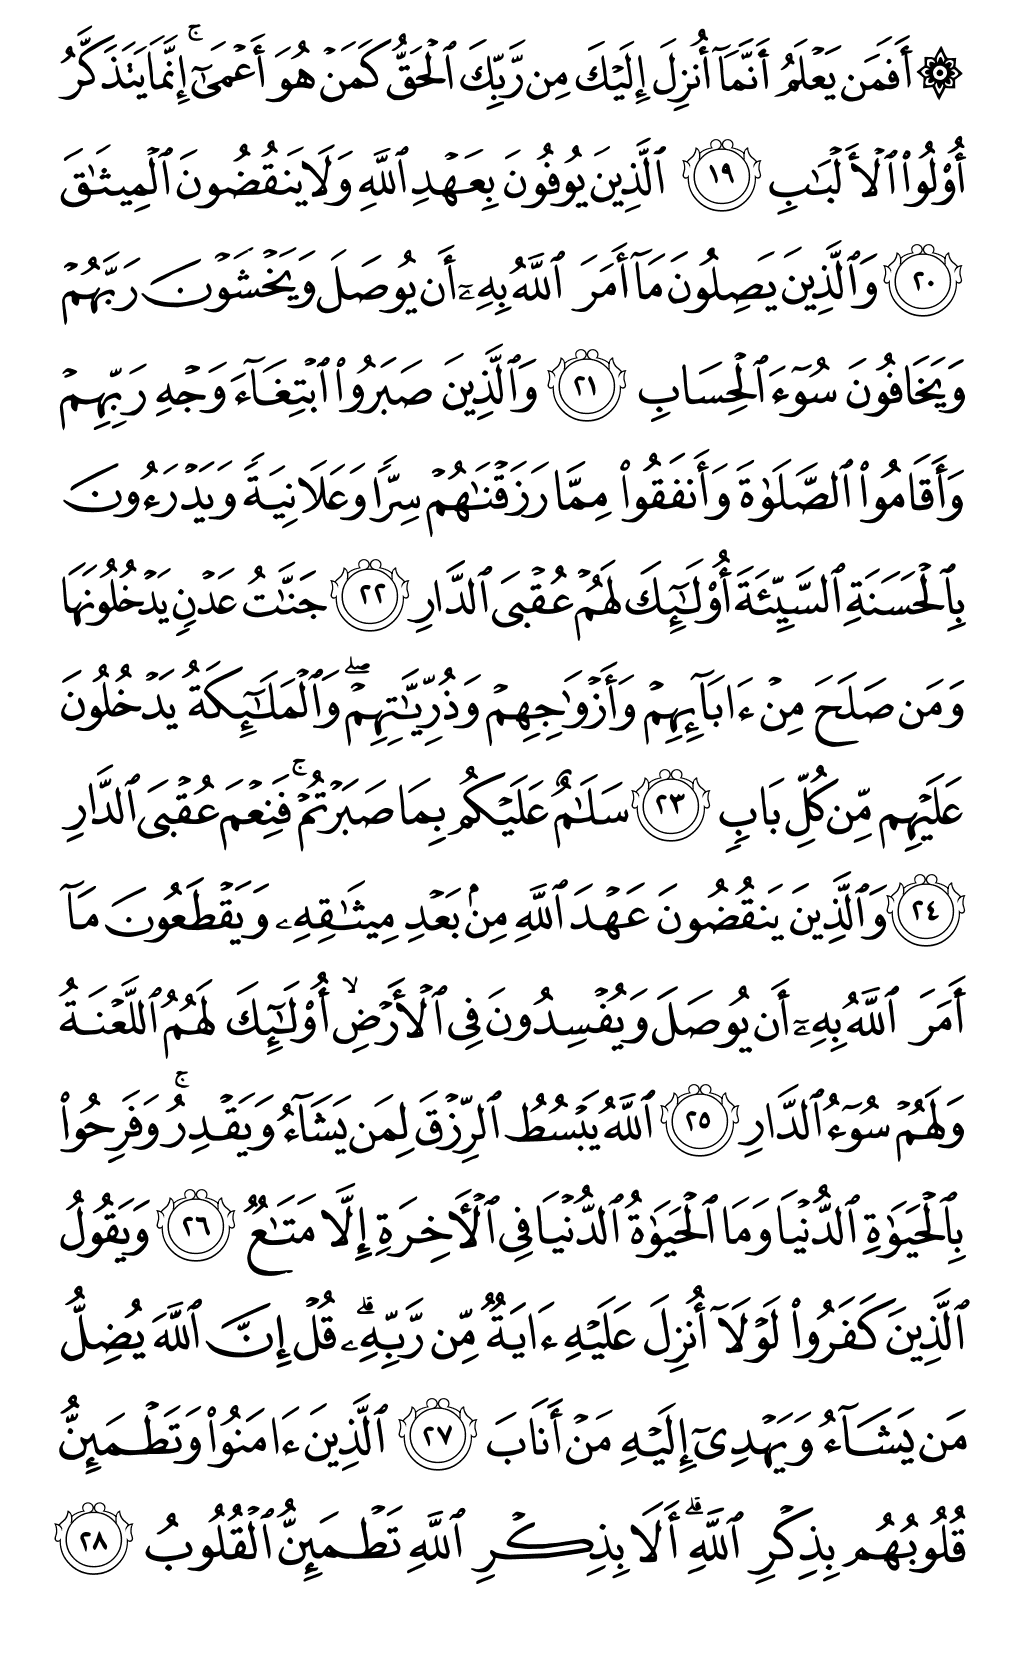 ۞ أَفَمَن يَعْلَمُ أَنَّمَآ أُنزِلَ إِلَيْكَ مِن رَّبِّكَ ٱلْحَقُّ كَمَنْ هُوَ أَعْمَىٰٓ ۚ إِنَّمَا يَتَذَكَّرُ
أُو۟لُوا۟ ٱلْأَلْبَـٰبِ ١٩ ٱلَّذِينَ يُوفُونَ بِعَهْدِ ٱللَّهِ وَلَا يَنقُضُونَ ٱلْمِيثَـٰقَ
٢٠ وَٱلَّذِينَ يَصِلُونَ مَآ أَمَرَ ٱللَّهُ بِهِۦٓ أَن يُوصَلَ وَيَخْشَوْنَ رَبَّهُمْ
وَيَخَافُونَ سُوٓءَ ٱلْحِسَابِ ٢١ وَٱلَّذِينَ صَبَرُوا۟ ٱبْتِغَآءَ وَجْهِ رَبِّهِمْ
وَأَقَامُوا۟ ٱلصَّلَوٰةَ وَأَنفَقُوا۟ مِمَّا رَزَقْنَـٰهُمْ سِرًّا وَعَلَانِيَةً وَيَدْرَءُونَ
بِٱلْحَسَنَةِ ٱلسَّيِّئَةَ أُو۟لَـٰٓئِكَ لَهُمْ عُقْبَى ٱلدَّارِ ٢٢ جَنَّـٰتُ عَدْنٍ يَدْخُلُونَهَا
وَمَن صَلَحَ مِنْ ءَابَآئِهِمْ وَأَزْوَٰجِهِمْ وَذُرِّيَّـٰتِهِمْ ۖ وَٱلْمَلَـٰٓئِكَةُ يَدْخُلُونَ
عَلَيْهِم مِّن كُلِّ بَابٍ ٢٣ سَلَـٰمٌ عَلَيْكُم بِمَا صَبَرْتُمْ ۚ فَنِعْمَ عُقْبَى ٱلدَّارِ
٢٤ وَٱلَّذِينَ يَنقُضُونَ عَهْدَ ٱللَّهِ مِنۢ بَعْدِ مِيثَـٰقِهِۦ وَيَقْطَعُونَ مَآ
أَمَرَ ٱللَّهُ بِهِۦٓ أَن يُوصَلَ وَيُفْسِدُونَ فِى ٱلْأَرْضِ ۙ أُو۟لَـٰٓئِكَ لَهُمُ ٱللَّعْنَةُ
وَلَهُمْ سُوٓءُ ٱلدَّارِ ٢٥ ٱللَّهُ يَبْسُطُ ٱلرِّزْقَ لِمَن يَشَآءُ وَيَقْدِرُ ۚ وَفَرِحُوا۟
بِٱلْحَيَوٰةِ ٱلدُّنْيَا وَمَا ٱلْحَيَوٰةُ ٱلدُّنْيَا فِى ٱلْـَٔاخِرَةِ إِلَّا مَتَـٰعٌ ٢٦ وَيَقُولُ
ٱلَّذِينَ كَفَرُوا۟ لَوْلَآ أُنزِلَ عَلَيْهِ ءَايَةٌ مِّن رَّبِّهِۦ ۗ قُلْ إِنَّ ٱللَّهَ يُضِلُّ
مَن يَشَآءُ وَيَهْدِىٓ إِلَيْهِ مَنْ أَنَابَ ٢٧ ٱلَّذِينَ ءَامَنُوا۟ وَتَطْمَئِنُّ
قُلُوبُهُم بِذِكْرِ ٱللَّهِ ۗ أَلَا بِذِكْرِ ٱللَّهِ تَطْمَئِنُّ ٱلْقُلُوبُ ٢٨